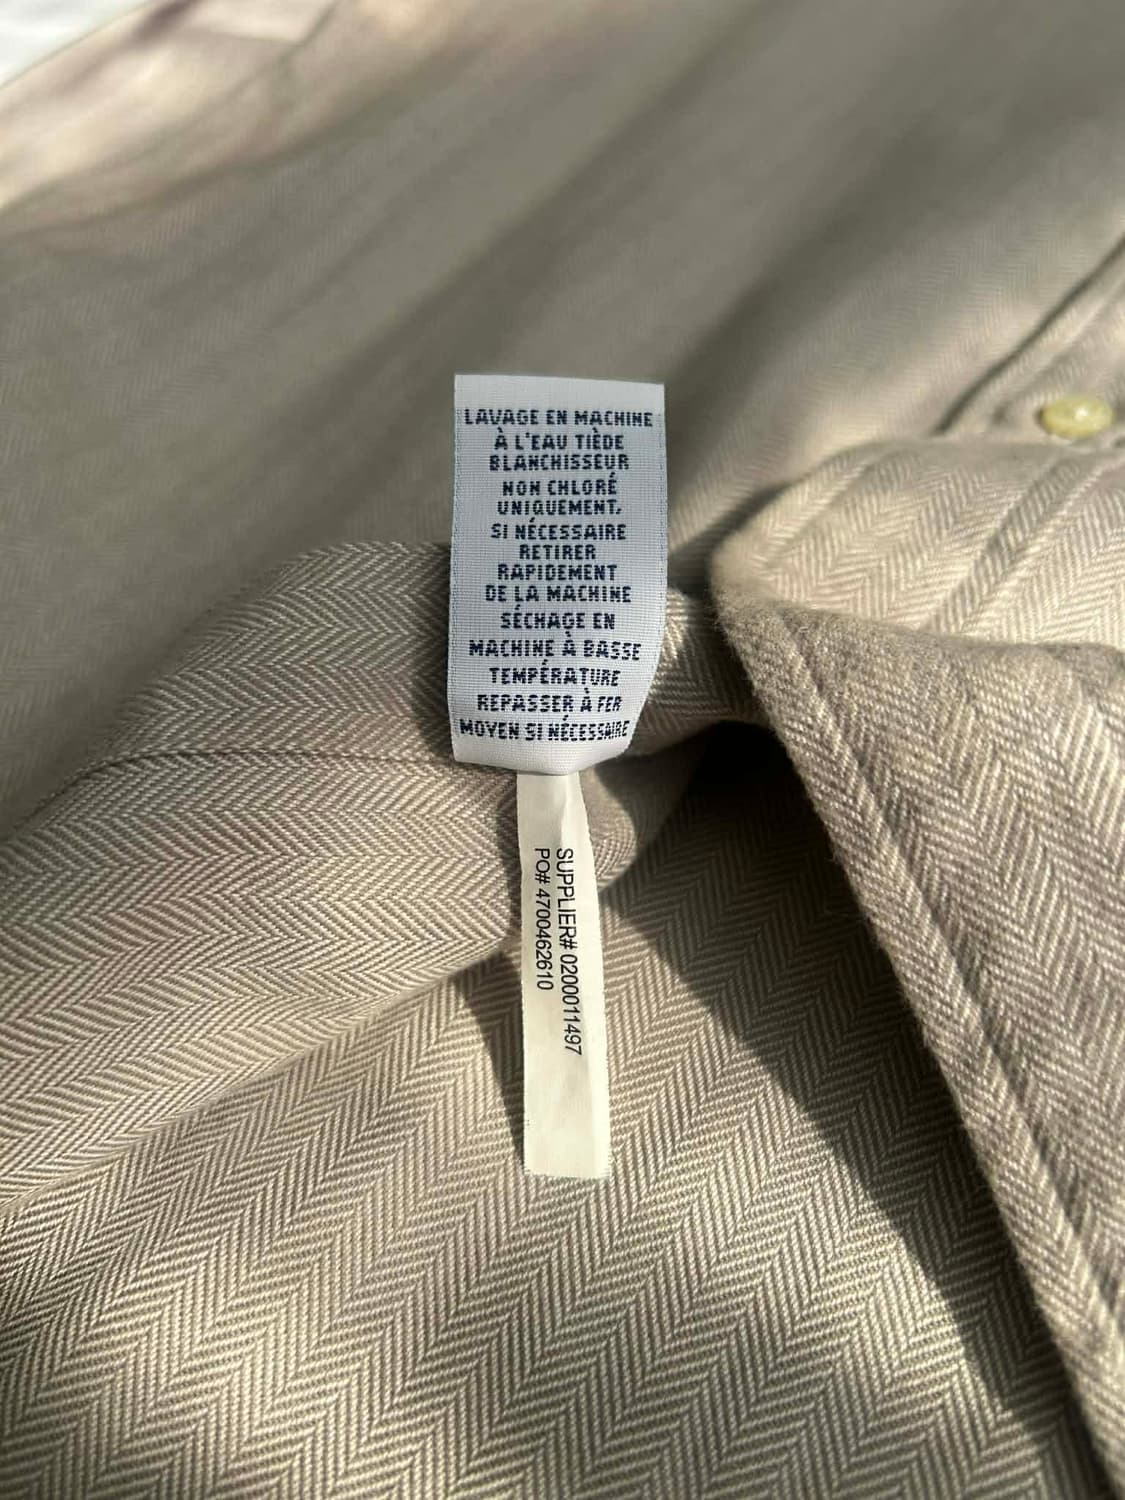 LAVAGE EN MACHINE
À L'EAU TIÈDE
BLANCHISSEUR
NON CHLORÉ
UNIQUEMENT,
SI NÉCESSAIRE
RETIRER
RAPIDEMENT
DE LA MACHINE
SÉCHAGE EN
MACHINE À BASSE
TEMPÉRATURE
REPASSER À FER
MOYEN SI NÉCESSAIRE
SUPPLIER# 0200011497
PO# 4700462610